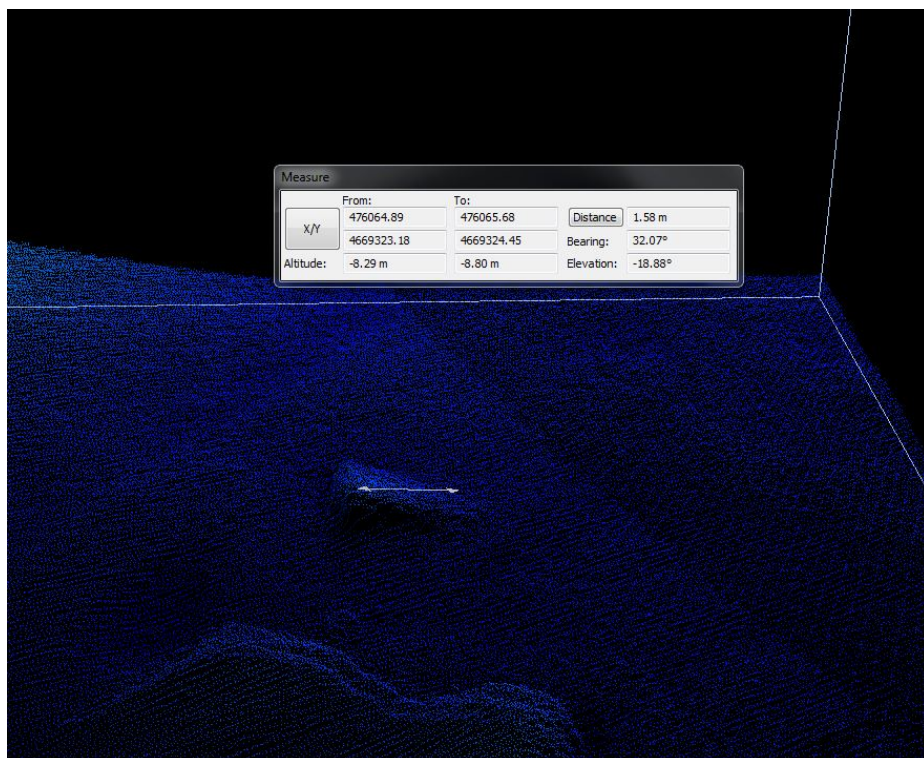 Measure
From: To:
X/Y 476064.89 476065.68 Distance 1.58 m
4669323.18 4669324.45 Bearing: 32.07°
Altitude: -8.29 m -8.80 m Elevation: -18.88°